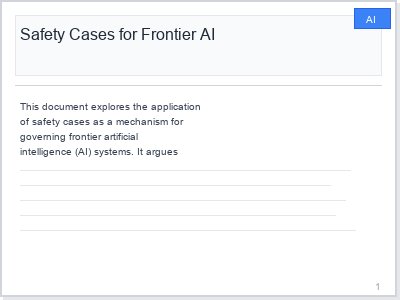 AI
Safety Cases for Frontier AI
This document explores the application
of safety cases as a mechanism for
governing frontier artificial
intelligence (AI) systems. It argues
1